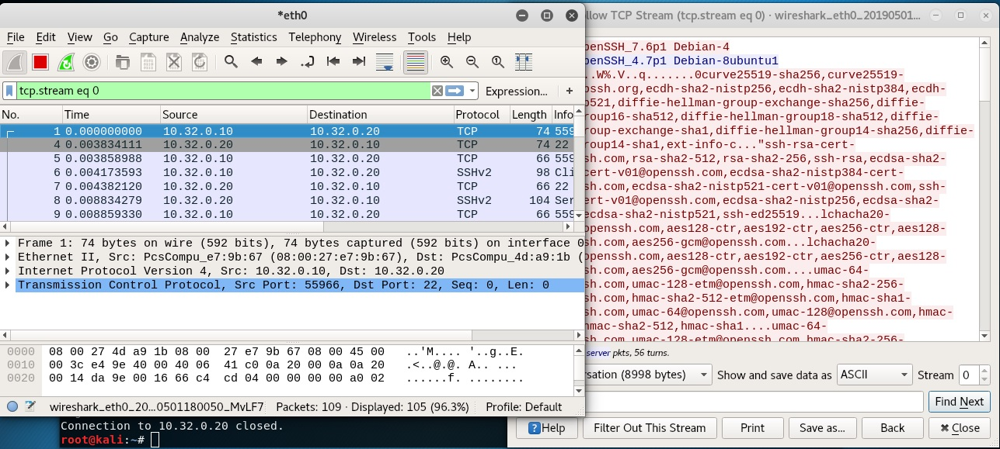 *eth0
File Edit View Go Capture Analyze Statistics Telephony Wireless Tools Help
tcp.stream eq 0
Expression... +
No. Time Source Destination Protocol Length Info
1 0.000000000 10.32.0.10 10.32.0.20 TCP 74 559
4 0.003834111 10.32.0.20 10.32.0.10 TCP 74 22
5 0.003858988 10.32.0.10 10.32.0.20 TCP 66 559
6 0.004173593 10.32.0.10 10.32.0.20 SSHv2 98 Cli
7 0.004382120 10.32.0.20 10.32.0.10 TCP 66 22
8 0.008834279 10.32.0.20 10.32.0.10 SSHv2 104 Ser
9 0.008859330 10.32.0.10 10.32.0.20 TCP 66 559
Frame 1: 74 bytes on wire (592 bits), 74 bytes captured (592 bits) on interface 0
Ethernet II, Src: PcsCompu_e7:9b:67 (08:00:27:e7:9b:67), Dst: PcsCompu_4d:a9:1b (
Internet Protocol Version 4, Src: 10.32.0.10, Dst: 10.32.0.20
Transmission Control Protocol, Src Port: 55966, Dst Port: 22, Seq: 0, Len: 0
0000 08 00 27 4d a9 1b 08 00 27 e7 9b 67 08 00 45 00 ..'M.... '..g..E.
0010 00 3c e4 9e 40 00 40 06 41 c0 0a 20 00 0a 0a 20 .<..@.@. A.. ...
0020 00 14 da 9e 00 16 66 c4 cd 04 00 00 00 00 a0 02 ......f. ........
wireshark_eth0_20...0501180050_MvLF7 Packets: 109 · Displayed: 105 (96.3%) Profile: Default
Connection to 10.32.0.20 closed.
root@kali:~#
llow TCP Stream (tcp.stream eq 0) · wireshark_eth0_20190501...
penSSH_7.6p1 Debian-4
penSSH_4.7p1 Debian-8ubuntu1
..W%.V..q.......0curve25519-sha256,curve25519-
ossh.org,ecdh-sha2-nistp256,ecdh-sha2-nistp384,ecdh-
p521,diffie-hellman-group-exchange-sha256,diffie-
roup16-sha512,diffie-hellman-group18-sha512,diffie-
roup-exchange-sha1,diffie-hellman-group14-sha256,diffie-
roup14-sha1,ext-info-c..."ssh-rsa-cert-
sh.com,rsa-sha2-512,rsa-sha2-256,ssh-rsa,ecdsa-sha2-
cert-v01@openssh.com,ecdsa-sha2-nistp384-cert-
sh.com,ecdsa-sha2-nistp521-cert-v01@openssh.com,ssh-
ert-v01@openssh.com,ecdsa-sha2-nistp256,ecdsa-sha2-
ecdsa-sha2-nistp521,ssh-ed25519...lchacha20-
openssh.com,aes128-ctr,aes192-ctr,aes256-ctr,aes128-
sh.com,aes256-gcm@openssh.com...lchacha20-
openssh.com,aes128-ctr,aes192-ctr,aes256-ctr,aes128-
sh.com,aes256-gcm@openssh.com....umac-64-
sh.com,umac-128-etm@openssh.com,hmac-sha2-256-
sh.com,hmac-sha2-512-etm@openssh.com,hmac-sha1-
sh.com,umac-64@openssh.com,umac-128@openssh.com,hmac-
hmac-sha2-512,hmac-sha1....umac-64-
sh.com,umac-128-etm@openssh.com,hmac-sha2-256-
server pkts, 56 turns.
rsation (8998 bytes) Show and save data as ASCII Stream 0
Find Next
Help Filter Out This Stream Print Save as... Back Close